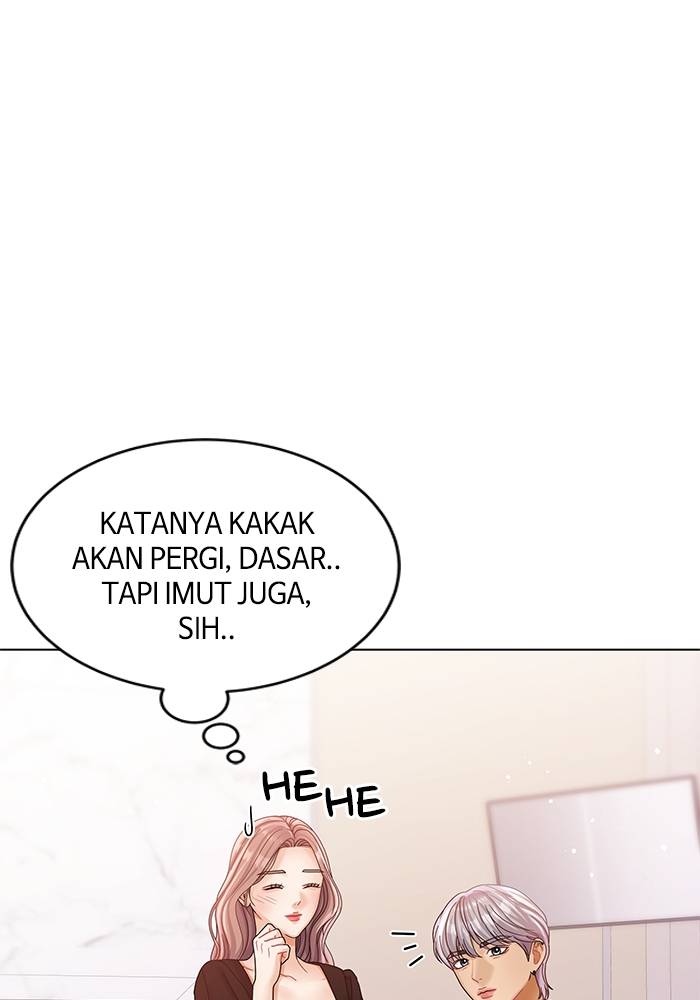 KATANYA KAKAK
AKAN PERGI, DASAR..
TAPI IMUT JUGA,
SIH..
HE HE